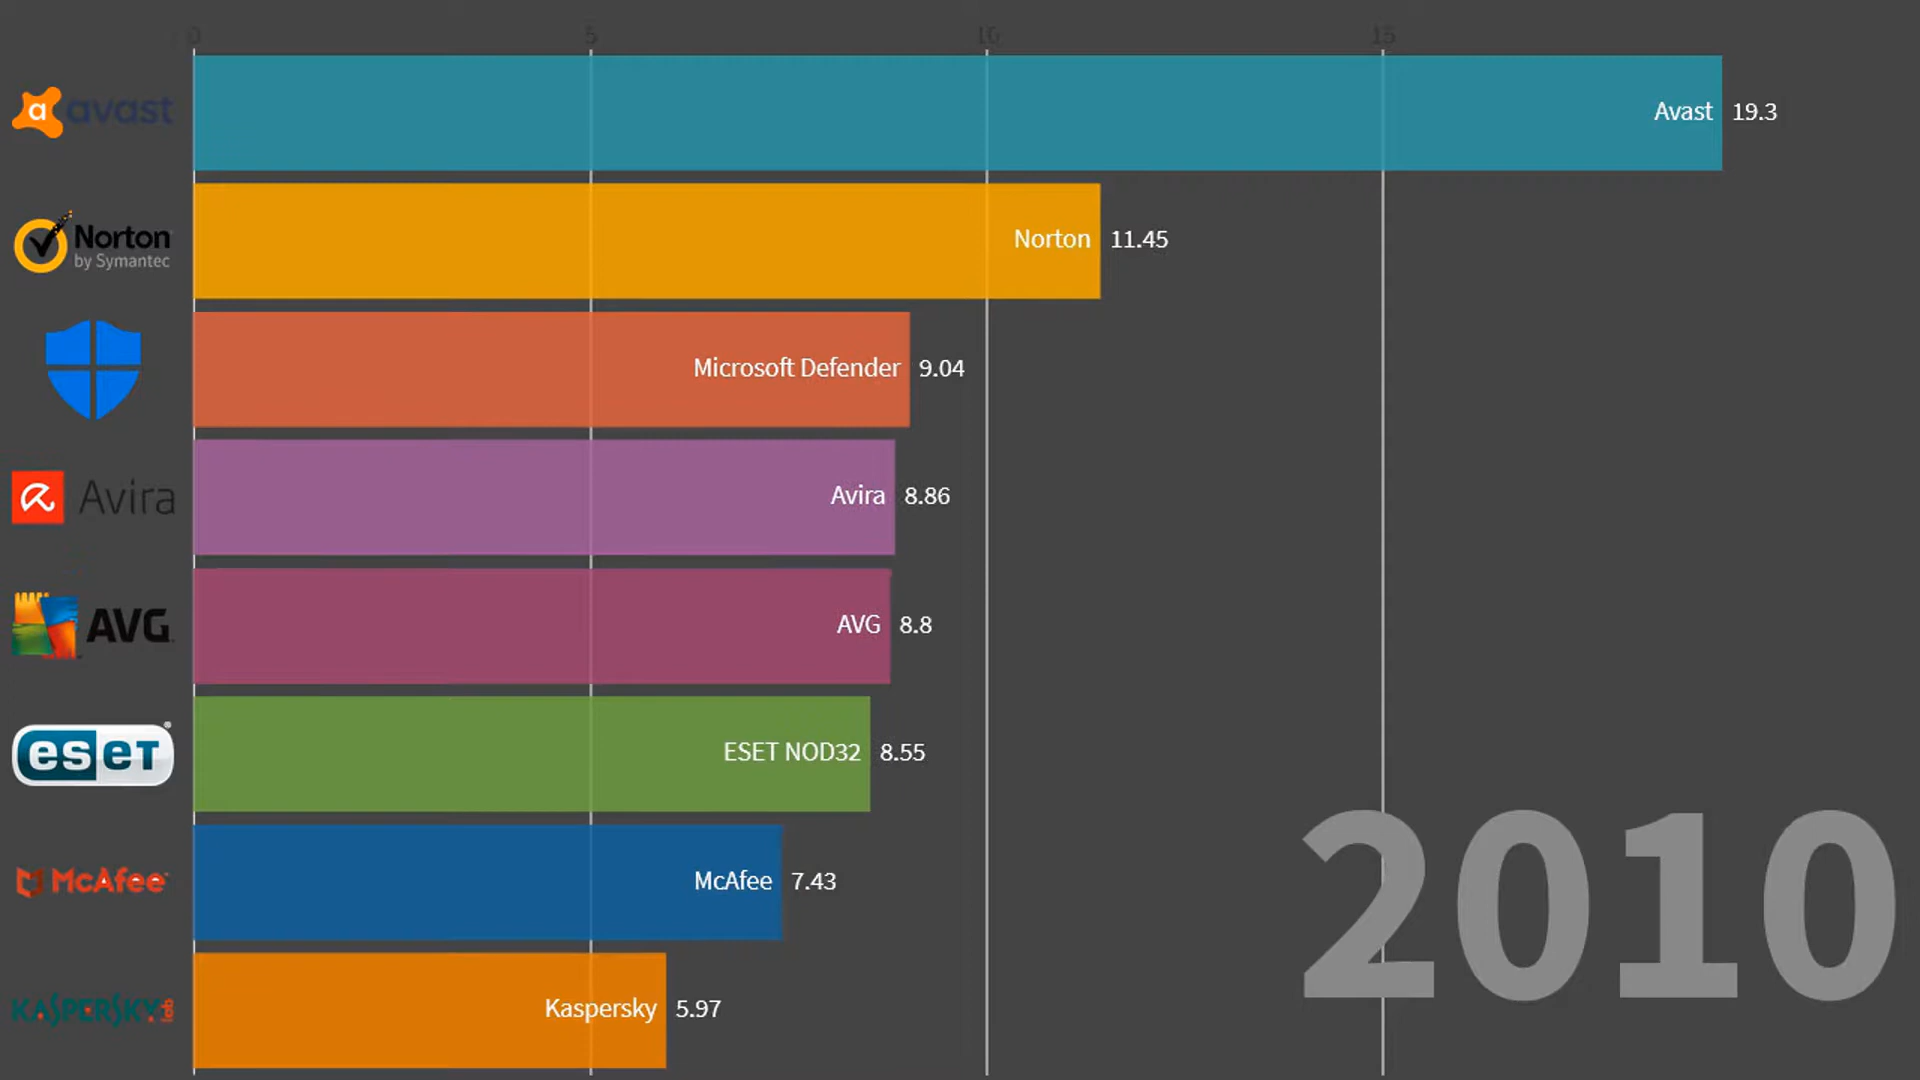 0 5 10 15
avast Avast 19.3
Norton
by Symantec
Norton 11.45
Microsoft Defender 9.04
Avira Avira 8.86
AVG Avg 8.8
eseT® ESET NOD32 8.55
McAfee McAfee 7.43
KASPERSKY lab Kaspersky 5.97
2010